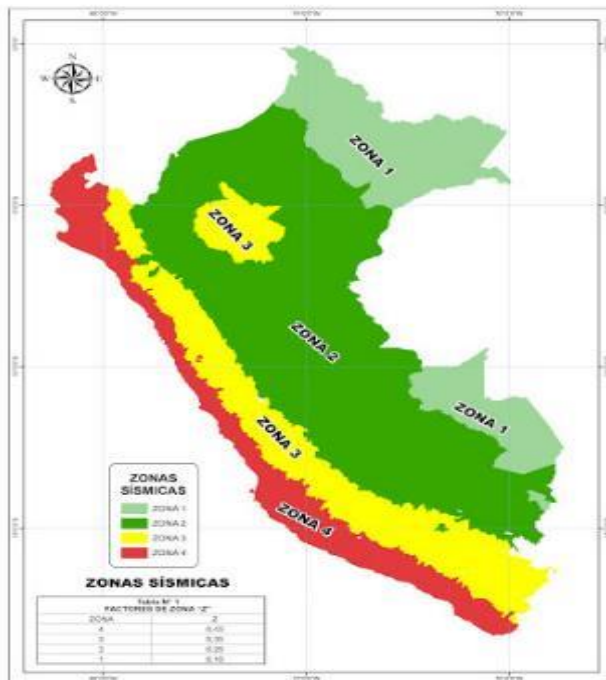 N
W E
S
ZONA 1
ZONA 3
ZONA 2
ZONA 1
ZONA 3
ZONA 4
ZONAS
SÍSMICAS
ZONA 1
ZONA 2
ZONA 3
ZONA 4
ZONAS SÍSMICAS
Tabla N° 1
FACTORES DE ZONA "Z"
ZONA Z
4 0,45
3 0,35
2 0,25
1 0,10